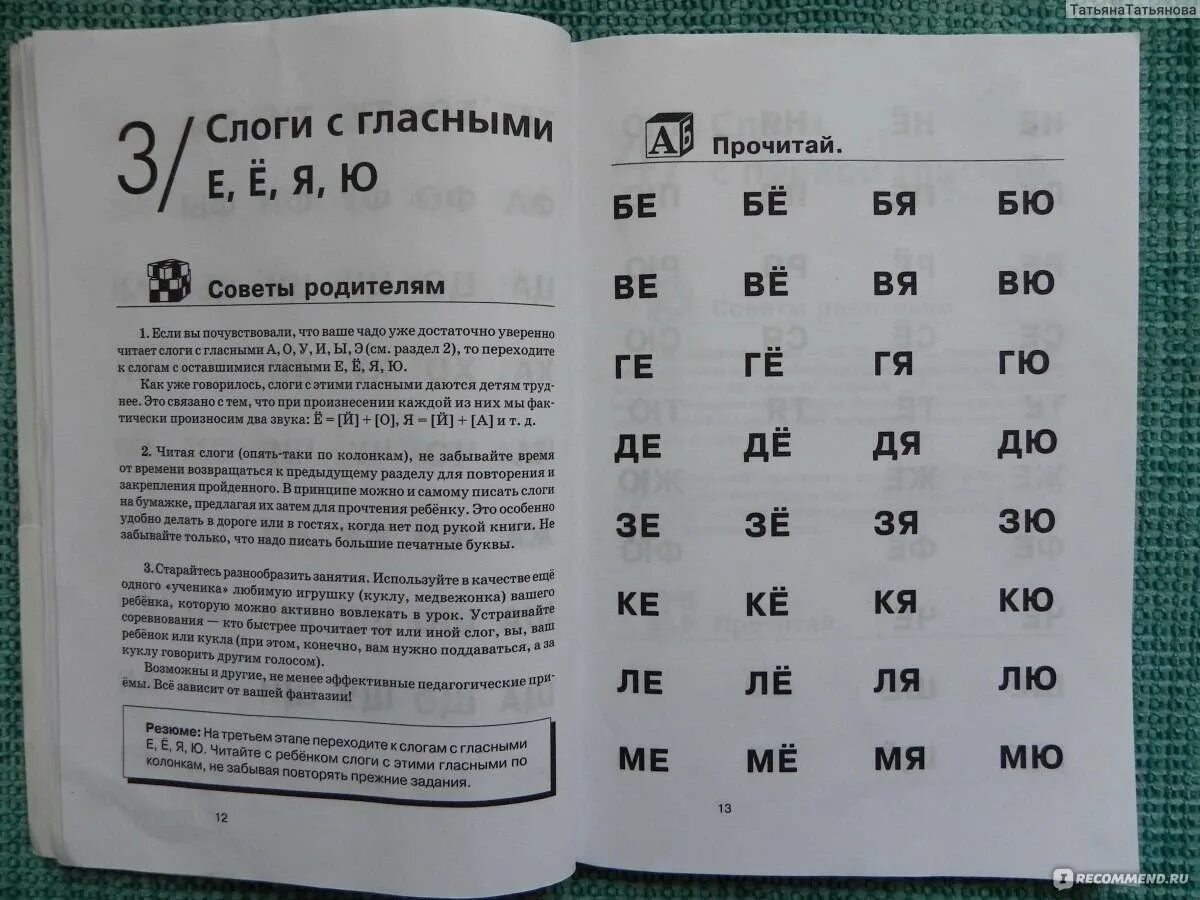 ТатьянаТатьянова
3/ Слоги с гласными
Е, Ё, Я, Ю
Советы родителям
1. Если вы почувствовали, что ваше чадо уже достаточно уверенно
читает слоги с гласными А, О, У, И, Ы, Э (см. раздел 2), то переходите
к слогам с оставшимися гласными Е, Ё, Я, Ю.
Как уже говорилось, слоги с этими гласными даются детям труд-
нее. Это связано с тем, что при произнесении каждой из них мы фак-
тически произносим два звука: Ё = [Й] + [О], Я = [Й] + [А] и т. д.
2. Читая слоги (опять-таки по колонкам), не забывайте время
от времени возвращаться к предыдущему разделу для повторения и
закрепления пройденного. В принципе можно и самому писать слоги
на бумажке, предлагая их затем для прочтения ребёнку. Это особенно
удобно делать в дороге или в гостях, когда нет под рукой книги. Не
забывайте только, что надо писать большие печатные буквы.
3. Старайтесь разнообразить занятия. Используйте в качестве ещё
одного «ученика» любимую игрушку (куклу, медвежонка) вашего
ребёнка, которую можно активно вовлекать в урок. Устраивайте
соревнования — кто быстрее прочитает тот или иной слог, вы, ваш
ребёнок или кукла (при этом, конечно, вам нужно поддаваться, а за
куклу говорить другим голосом).
Возможны и другие, не менее эффективные педагогические при-
ёмы. Всё зависит от вашей фантазии!
Резюме: На третьем этапе переходите к слогам с гласными
Е, Ё, Я, Ю. Читайте с ребёнком слоги с этими гласными по
колонкам, не забывая повторять прежние задания.
12
АБ Прочитай.
БЕ БЁ БЯ БЮ
ВЕ ВЁ ВЯ ВЮ
ГЕ ГЁ ГЯ ГЮ
ДЕ ДЁ ДЯ ДЮ
ЗЕ ЗЁ ЗЯ ЗЮ
КЕ КЁ КЯ КЮ
ЛЕ ЛЁ ЛЯ ЛЮ
МЕ МЁ МЯ МЮ
13
IRECOMMEND.RU